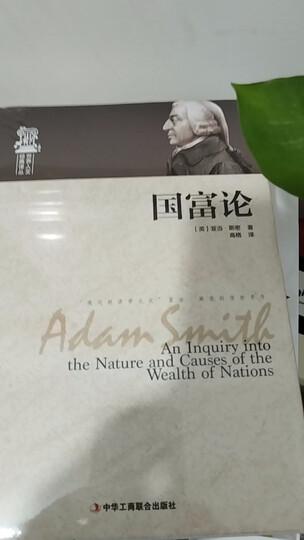 国富论
[英] 亚当·斯密 著
高格 译
Adam Smith
An Inquiry into
the Nature and Causes of the
Wealth of Nations
中华工商联合出版社